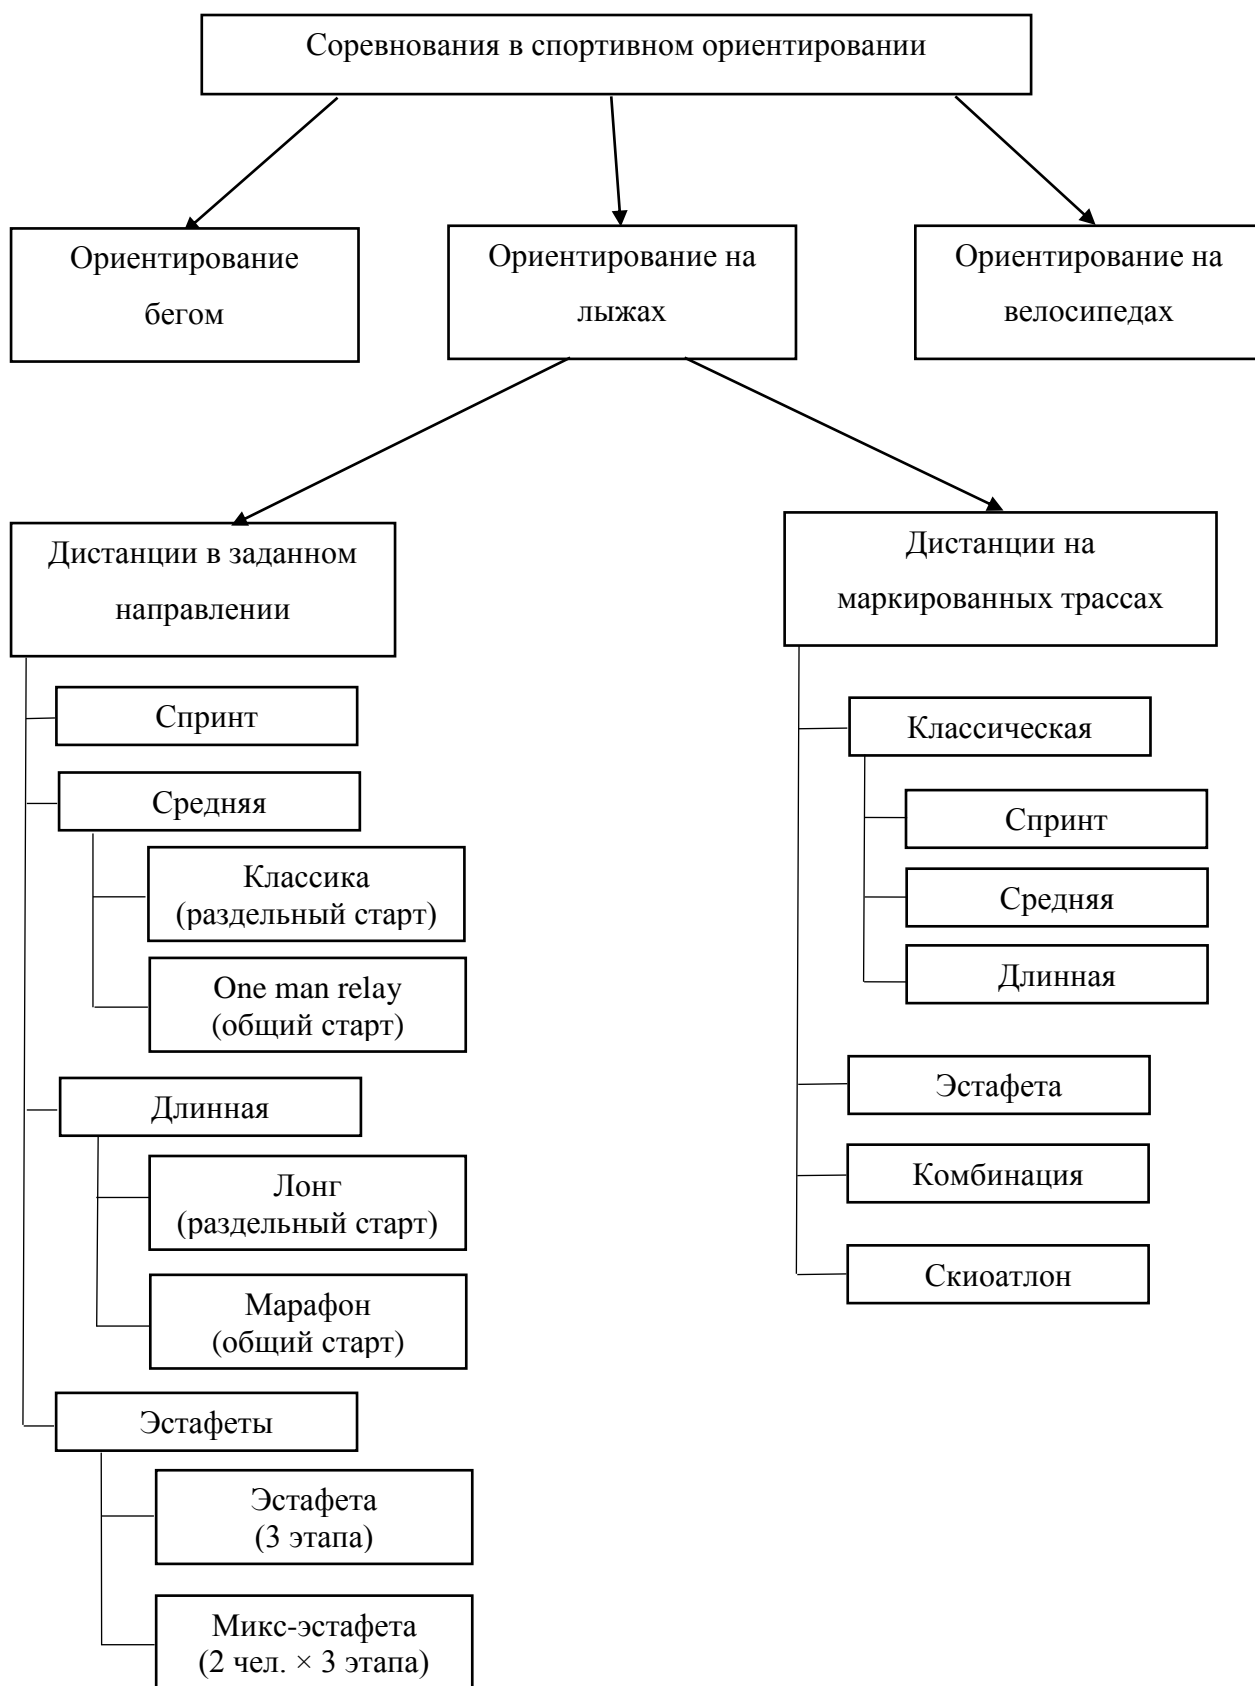 Соревнования в спортивном ориентировании
Ориентирование
бегом
Ориентирование на
лыжах
Ориентирование на
велосипедах
Дистанции в заданном
направлении
Спринт
Средняя
Классика
(раздельный старт)
One man relay
(общий старт)
Длинная
Лонг
(раздельный старт)
Марафон
(общий старт)
Эстафеты
Эстафета
(3 этапа)
Микс-эстафета
(2 чел. × 3 этапа)
Дистанции на
маркированных трассах
Классическая
Спринт
Средняя
Длинная
Эстафета
Комбинация
Скиоатлон